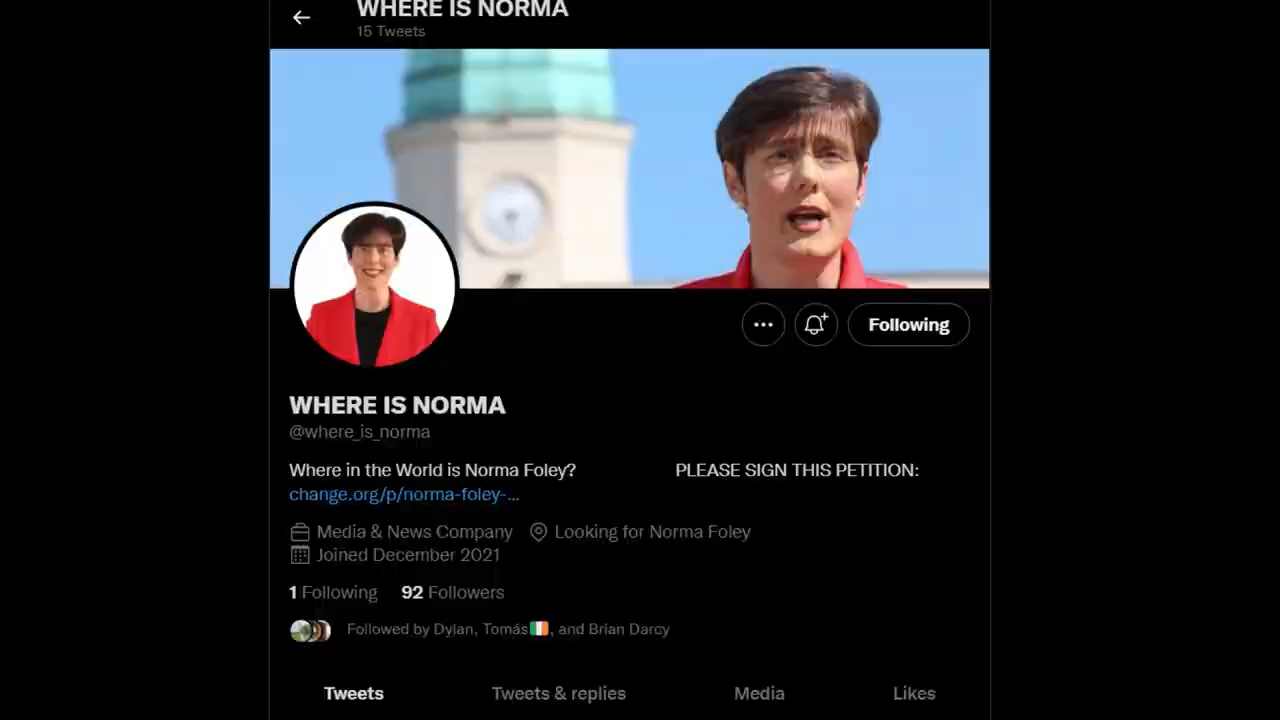 WHERE IS NORMA
15 Tweets
Following
WHERE IS NORMA
@where_is_norma
Where in the World is Norma Foley? PLEASE SIGN THIS PETITION:
change.org/p/norma-foley-...
Media & News Company Looking for Norma Foley
Joined December 2021
1 Following 92 Followers
Followed by Dylan, Tomás🇮🇪, and Brian Darcy
Tweets Tweets & replies Media Likes